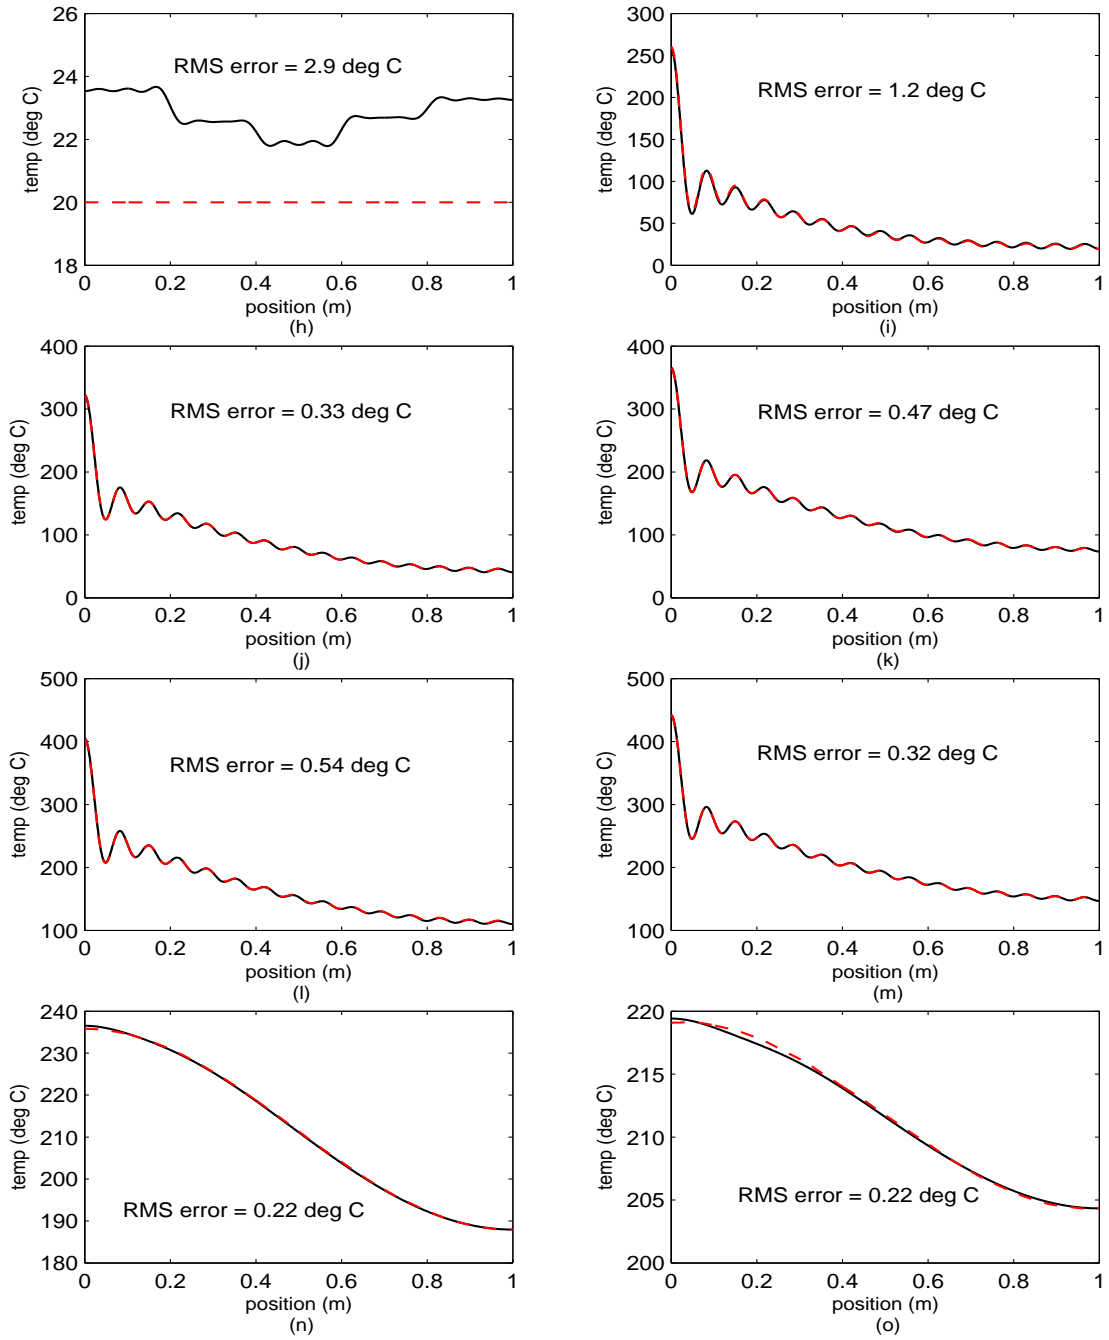 26
24
22
20
18
temp (deg C)
RMS error = 2.9 deg C
0 0.2 0.4 0.6 0.8 1
position (m)
(h)
300
250
200
150
100
50
0
temp (deg C)
RMS error = 1.2 deg C
0 0.2 0.4 0.6 0.8 1
position (m)
(i)
400
300
200
100
0
temp (deg C)
RMS error = 0.33 deg C
0 0.2 0.4 0.6 0.8 1
position (m)
(j)
400
300
200
100
0
temp (deg C)
RMS error = 0.47 deg C
0 0.2 0.4 0.6 0.8 1
position (m)
(k)
500
400
300
200
100
temp (deg C)
RMS error = 0.54 deg C
0 0.2 0.4 0.6 0.8 1
position (m)
(l)
500
400
300
200
100
temp (deg C)
RMS error = 0.32 deg C
0 0.2 0.4 0.6 0.8 1
position (m)
(m)
240
230
220
210
200
190
180
temp (deg C)
RMS error = 0.22 deg C
0 0.2 0.4 0.6 0.8 1
position (m)
(n)
220
215
210
205
200
temp (deg C)
RMS error = 0.22 deg C
0 0.2 0.4 0.6 0.8 1
position (m)
(o)